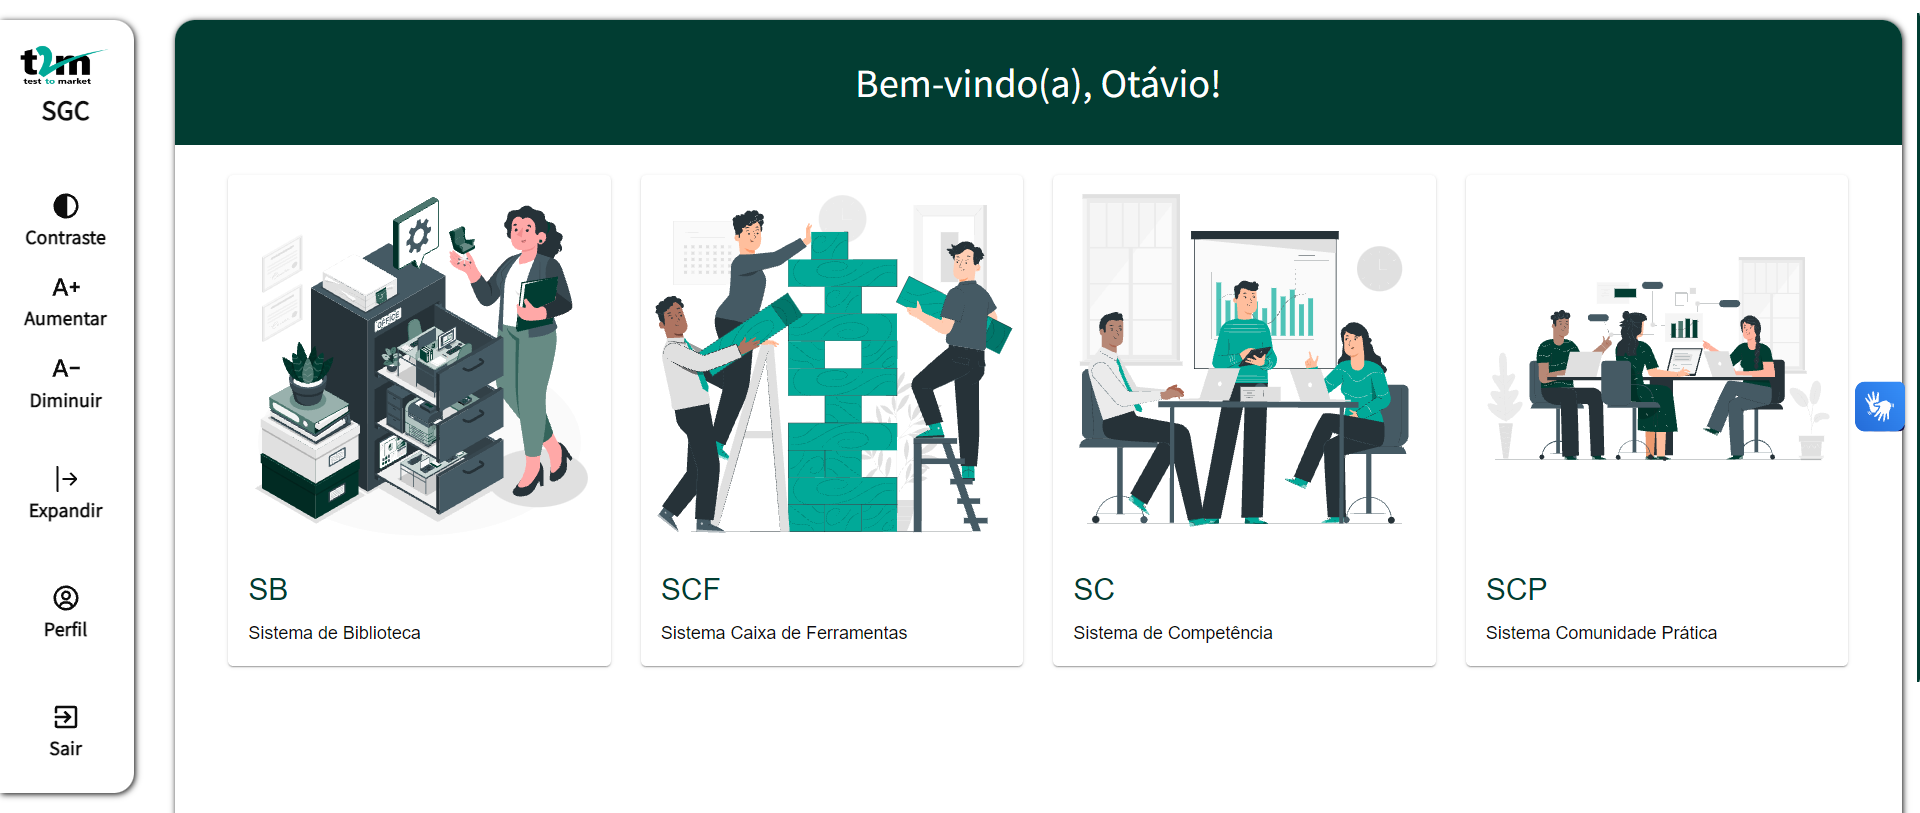 t2m
test to market
SGC
Contraste
A+
Aumentar
A-
Diminuir
Expandir
Perfil
Sair
Bem-vindo(a), Otávio!
OFFICE
SB
Sistema de Biblioteca
SCF
Sistema Caixa de Ferramentas
SC
Sistema de Competência
SCP
Sistema Comunidade Prática